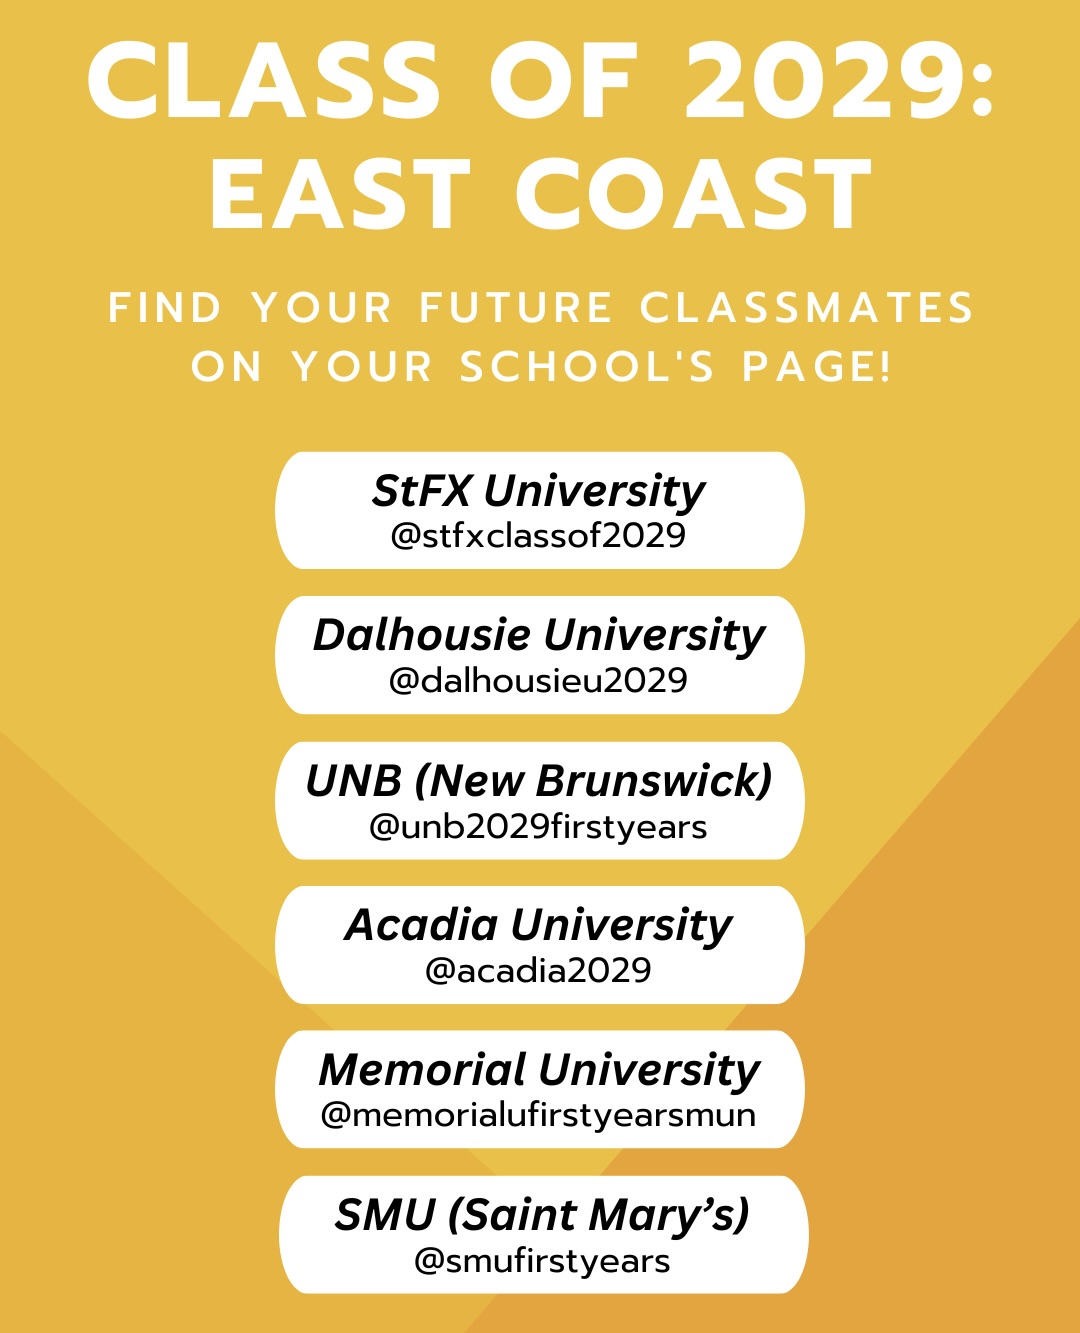 CLASS OF 2029:
EAST COAST
FIND YOUR FUTURE CLASSMATES
ON YOUR SCHOOL'S PAGE!
StFX University
@stfxclassof2029
Dalhousie University
@dalhousieu2029
UNB (New Brunswick)
@unb2029firstyears
Acadia University
@acadia2029
Memorial University
@memorialufirstyearsmun
SMU (Saint Mary’s)
@smufirstyears